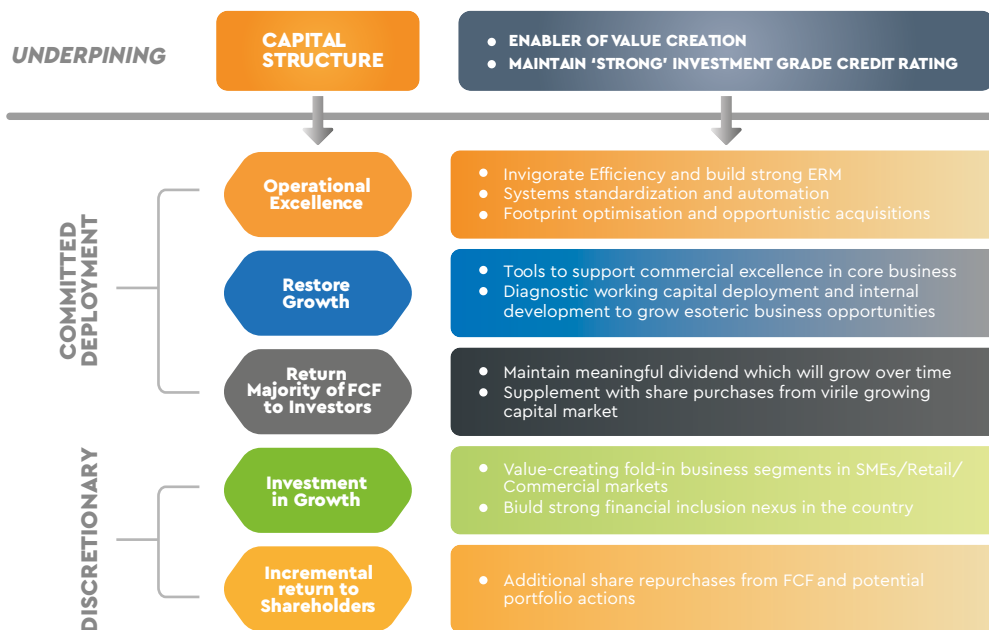 UNDERPINING
CAPITAL
STRUCTURE
● ENABLER OF VALUE CREATION
● MAINTAIN ‘STRONG’ INVESTMENT GRADE CREDIT RATING
COMMITTED
DEPLOYMENT
Operational
Excellence
● Invigorate Efficiency and build strong ERM
● Systems standardization and automation
● Footprint optimisation and opportunistic acquisitions
Restore
Growth
● Tools to support commercial excellence in core business
● Diagnostic working capital deployment and internal
development to grow esoteric business opportunities
Return
Majority of FCF
to Investors
● Maintain meaningful dividend which will grow over time
● Supplement with share purchases from virile growing
capital market
DISCRETIONARY
Investment
in Growth
● Value-creating fold-in business segments in SMEs/Retail/
Commercial markets
● Biuld strong financial inclusion nexus in the country
Incremental
return to
Shareholders
● Additional share repurchases from FCF and potential
portfolio actions